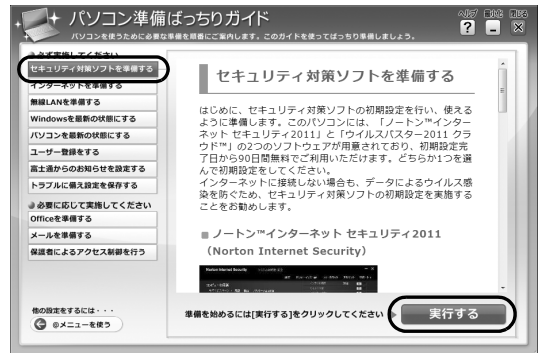 パソコン準備ばっちりガイド
パソコンを使うために必要な準備を順番にご案内します。このガイドを使ってばっちり準備しましょう。
ヘルプ 最小化 閉じる
必ず実施してください
セキュリティ対策ソフトを準備する
インターネットを準備する
無線LANを準備する
Windowsを最新の状態にする
パソコンを最新の状態にする
ユーザー登録をする
富士通からのお知らせを設定する
トラブルに備え設定を保存する
必要に応じて実施してください
Officeを準備する
メールを準備する
保護者によるアクセス制御を行う
他の設定をするには・・・
@メニューを使う
セキュリティ対策ソフトを準備する
はじめに、セキュリティ対策ソフトの初期設定を行い、使える
ように準備します。このパソコンには、「ノートン™インター
ネット セキュリティ2011」と「ウイルスバスター2011 クラ
ウド™」の2つのソフトウェアが用意されており、初期設定完
了日から90日間無料でご利用いただけます。どちらか1つを選
んで初期設定をしてください。
インターネットに接続しない場合も、データによるウイルス感
染を防ぐため、セキュリティ対策ソフトの初期設定を実施する
ことをお勧めします。
■ ノートン™インターネット セキュリティ2011
（Norton Internet Security）
Norton Internet Security
準備を始めるには[実行する]をクリックしてください
実行する